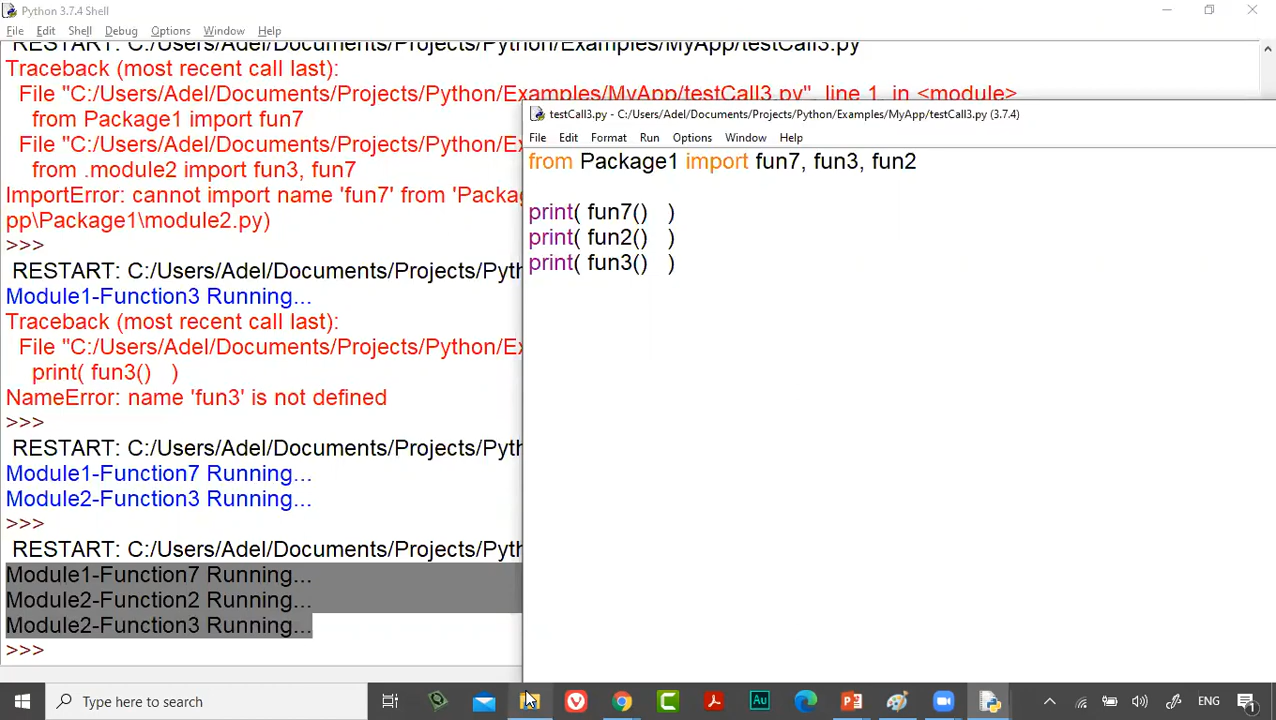 Python 3.7.4 Shell
File Edit Shell Debug Options Window Help
RESTART: C:/Users/Adel/Documents/Projects/Python/Examples/MyApp/testCall3.py
Traceback (most recent call last):
File "C:/Users/Adel/Documents/Projects/Python/Examples/MyApp/testCall3.py", line 1, in <module>
from Package1 import fun7
File "C:/Users/Adel/Documents/Projects/Pyth
from .module2 import fun3, fun7
ImportError: cannot import name 'fun7' from 'Packag
pp\Package1\module2.py)
>>>
RESTART: C:/Users/Adel/Documents/Projects/Pyth
Module1-Function3 Running...
Traceback (most recent call last):
File "C:/Users/Adel/Documents/Projects/Python/Ex
print( fun3()   )
NameError: name 'fun3' is not defined
>>>
RESTART: C:/Users/Adel/Documents/Projects/Pyth
Module1-Function7 Running...
Module2-Function3 Running...
>>>
RESTART: C:/Users/Adel/Documents/Projects/Pyth
Module1-Function7 Running...
Module2-Function2 Running...
Module2-Function3 Running...
>>>
testCall3.py - C:/Users/Adel/Documents/Projects/Python/Examples/MyApp/testCall3.py (3.7.4)
File Edit Format Run Options Window Help
from Package1 import fun7, fun3, fun2
print( fun7()   )
print( fun2()   )
print( fun3()   )
Type here to search
Au
ENG
1